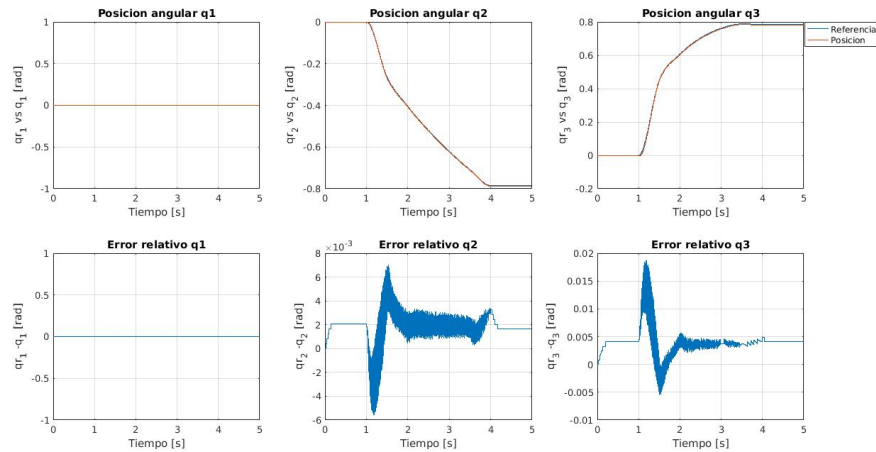 Posicion angular q1
qr1 vs q1 [rad]
1
0.5
0
-0.5
-1
0 1 2 3 4 5
Tiempo [s]
Posicion angular q2
qr2 vs q2 [rad]
0
-0.2
-0.4
-0.6
-0.8
0 1 2 3 4 5
Tiempo [s]
Posicion angular q3
qr3 vs q3 [rad]
0.8
0.6
0.4
0.2
0
-0.2
0 1 2 3 4 5
Tiempo [s]
Referencia
Posicion
Error relativo q1
qr1 -q1 [rad]
1
0.5
0
-0.5
-1
0 1 2 3 4 5
Tiempo [s]
Error relativo q2
×10-3
qr2 -q2 [rad]
8
6
4
2
0
-2
-4
-6
0 1 2 3 4 5
Tiempo [s]
Error relativo q3
qr3 -q3 [rad]
0.02
0.015
0.01
0.005
0
-0.005
-0.01
0 1 2 3 4 5
Tiempo [s]